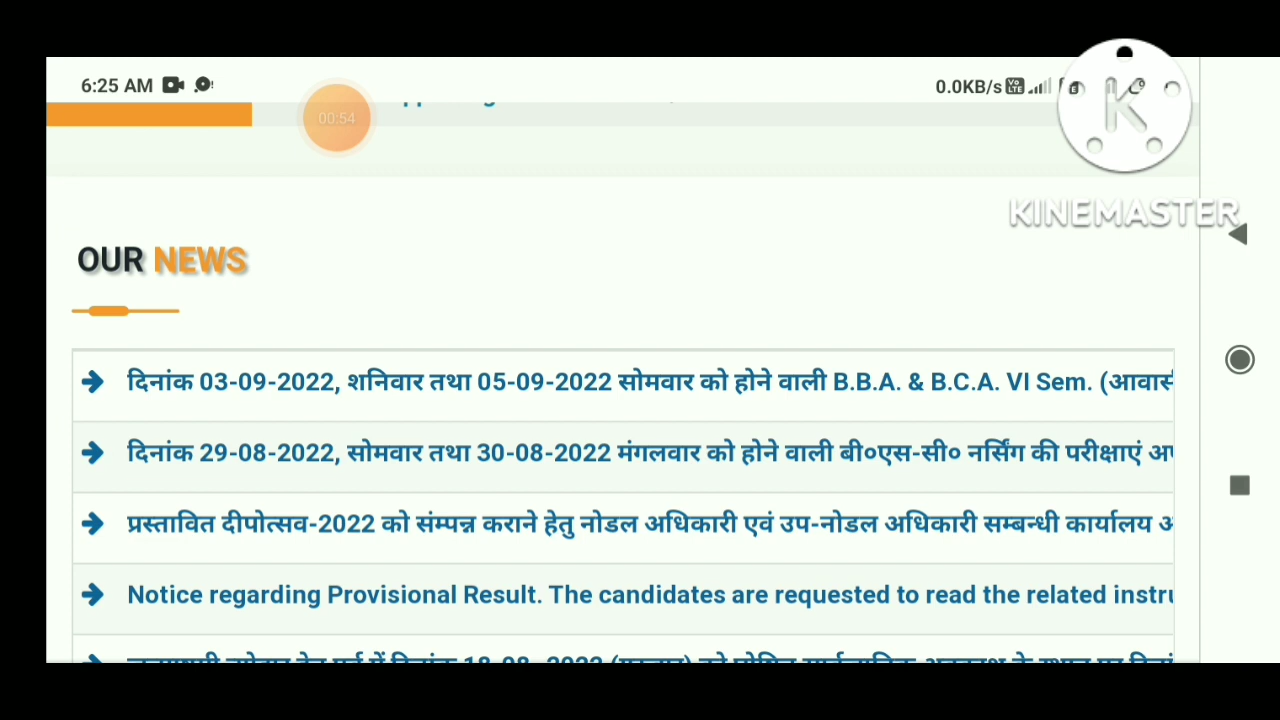 6:25 AM
0.0KB/s
00:54
KINEMASTER
OUR NEWS
दिनांक 03-09-2022, शनिवार तथा 05-09-2022 सोमवार को होने वाली B.B.A. & B.C.A. VI Sem.
दिनांक 29-08-2022, सोमवार तथा 30-08-2022 मंगलवार को होने वाली बी०एस-सी० नर्सिंग की परीक्षाएं
प्रस्तावित दीपोत्सव-2022 को संम्पन्न कराने हेतु नोडल अधिकारी एवं उप-नोडल अधिकारी सम्बन्धी कार्यालय
Notice regarding Provisional Result. The candidates are requested to read the related